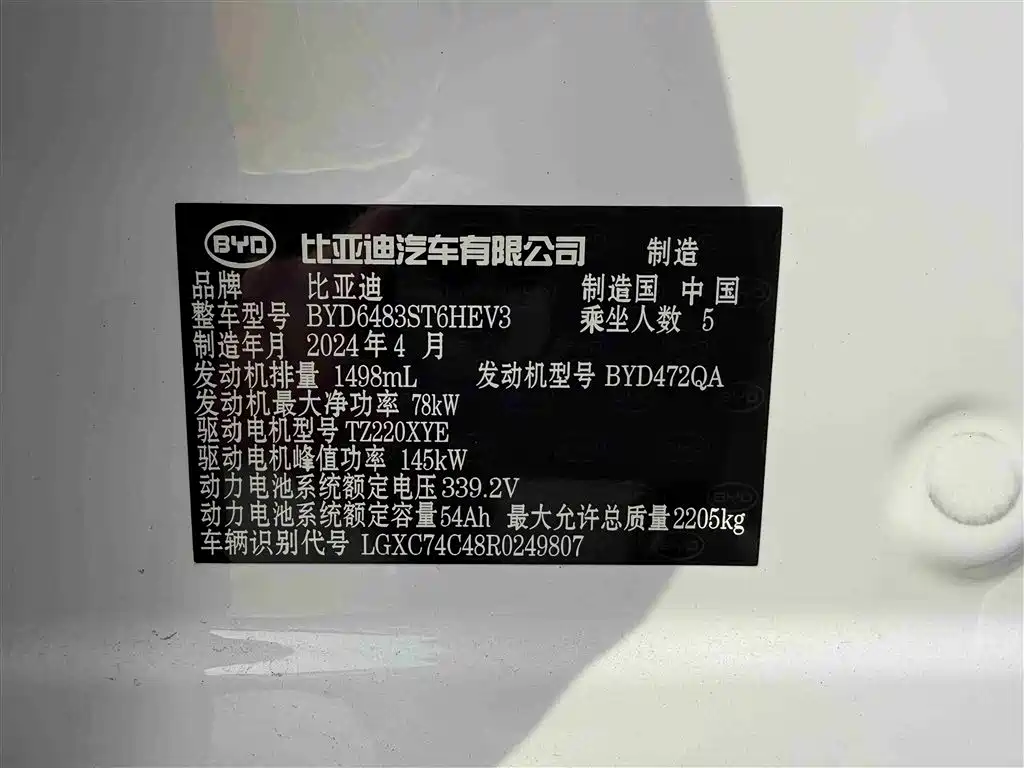 BYD 比亚迪汽车有限公司 制造
品牌 比亚迪 制造国 中国
整车型号 BYD6483ST6HEV3 乘坐人数 5
制造年月 2024年4月
发动机排量 1498mL 发动机型号 BYD472QA
发动机最大净功率 78kW
驱动电机型号 TZ220XYE
驱动电机峰值功率 145kW
动力电池系统额定电压 339.2V
动力电池系统额定容量 54Ah 最大允许总质量 2205kg
车辆识别代号 LGXC74C48R0249807